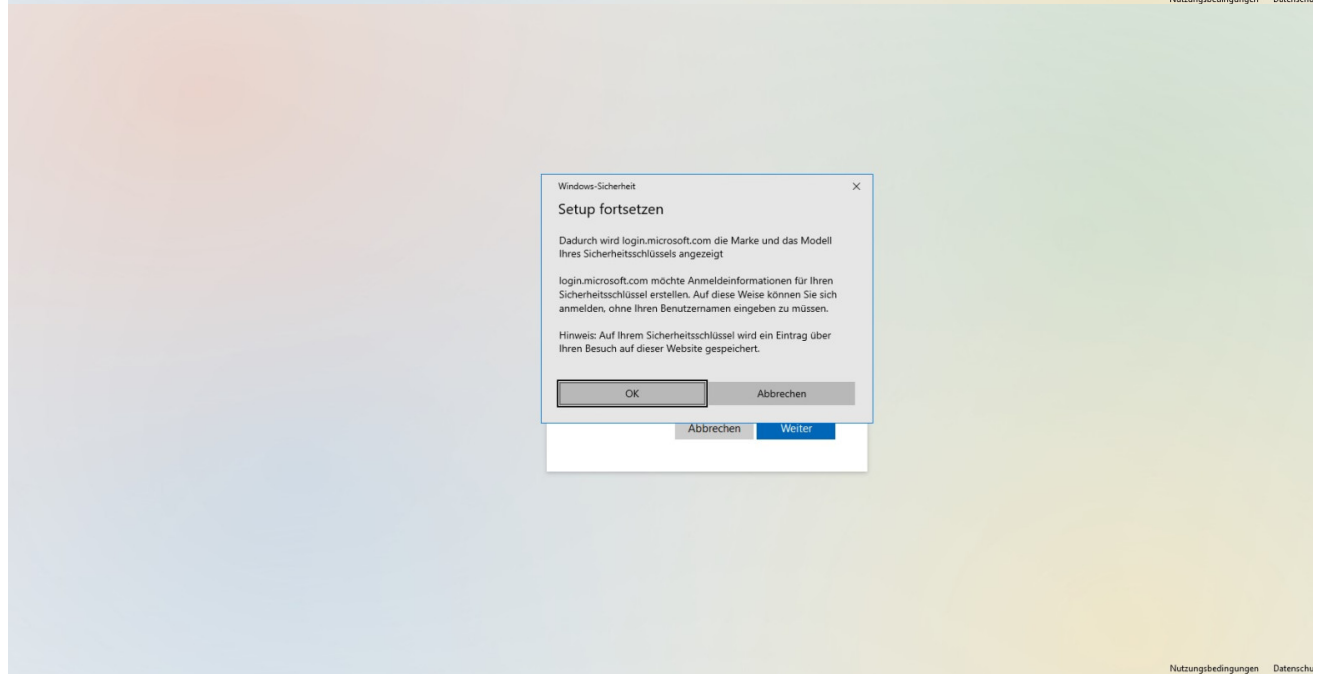 Nutzungsbedingungen
Windows-Sicherheit
Setup fortsetzen
Dadurch wird login.microsoft.com die Marke und das Modell
Ihres Sicherheitsschlüssels angezeigt
login.microsoft.com möchte Anmeldeinformationen für Ihren
Sicherheitsschlüssel erstellen. Auf diese Weise können Sie sich
anmelden, ohne Ihren Benutzernamen eingeben zu müssen.
Hinweis: Auf Ihrem Sicherheitsschlüssel wird ein Eintrag über
Ihren Besuch auf dieser Website gespeichert.
OK Abbrechen
Abbrechen Weiter
Nutzungsbedingungen Datenschu